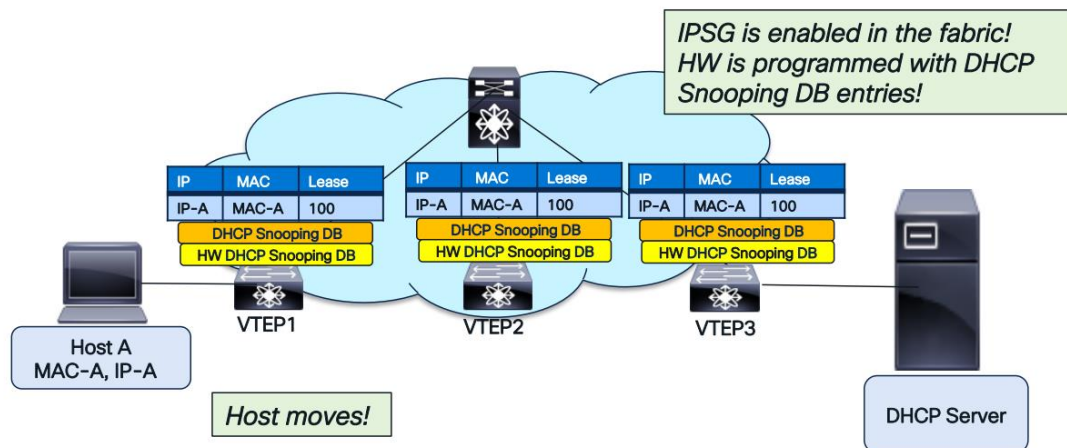 IPSG is enabled in the fabric!
HW is programmed with DHCP
Snooping DB entries!
IP MAC Lease
IP-A MAC-A 100
DHCP Snooping DB
HW DHCP Snooping DB
VTEP1
IP MAC Lease
IP-A MAC-A 100
DHCP Snooping DB
HW DHCP Snooping DB
VTEP2
IP MAC Lease
IP-A MAC-A 100
DHCP Snooping DB
HW DHCP Snooping DB
VTEP3
Host A
MAC-A, IP-A
Host moves!
DHCP Server